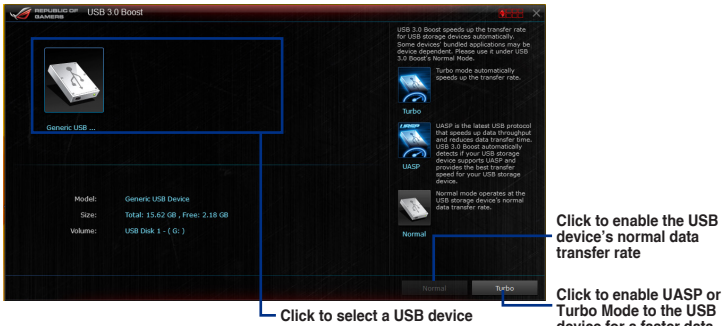 REPUBLIC OF
GAMERS
USB 3.0 Boost
USB 3.0 Boost speeds up the transfer rate
for USB storage devices automatically.
Some devices' bundled applications may be
device dependent. Please use it under USB
3.0 Boost's Normal Mode.
Turbo mode automatically
speeds up the transfer rate.
Turbo
Generic USB ...
UASP
UASP is the latest USB protocol
that speeds up data throughput
and reduces data transfer time.
USB 3.0 Boost automatically
detects if your USB storage
device supports UASP and
provides the best transfer
speed for your USB storage
device.
UASP
Normal mode operates at the
USB storage device's normal
data transfer rate.
Normal
Model: Generic USB Device
Size: Total: 15.62 GB , Free: 2.18 GB
Volume: USB Disk 1 - ( G: )
Normal
Turbo
Click to enable the USB
device's normal data
transfer rate
Click to enable UASP or
Turbo Mode to the USB
device for a faster data
Click to select a USB device